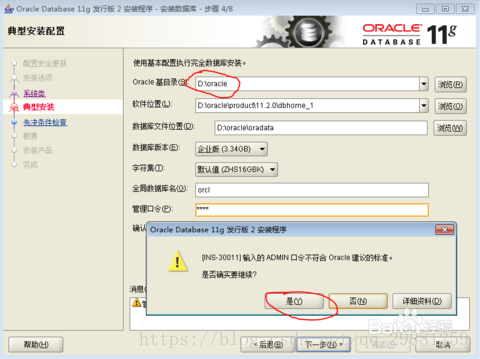 Oracle Database 11g 发行版 2 安装程序 - 安装数据库 - 步骤 4/8
典型安装配置
ORACLE
DATABASE 11g
配置安全更新
安装选项
系统类
典型安装
先决条件检查
概要
安装产品
完成
使用基本配置执行完全数据库安装。
Oracle 基目录(O): D:\oracle 浏览(R)
软件位置(L): D:\oracle\product\11.2.0\dbhome_1 浏览(O)
数据库文件位置(D): D:\oracle\oradata 浏览(W)
数据库版本(E): 企业版 (3.34GB)
字符集(T): 默认值 (ZHS16GBK)
全局数据库名(G): orcl
管理口令(P): ****
确认
Oracle Database 11g 发行版 2 安装程序
[INS-30011] 输入的 ADMIN 口令不符合 Oracle 建议的标准。
是否确实要继续?
是(Y) 否(N) 详细资料(D)
消息
管
帮助(H) < 后退(B) 下一步(N) > 取消
Baidu 经验